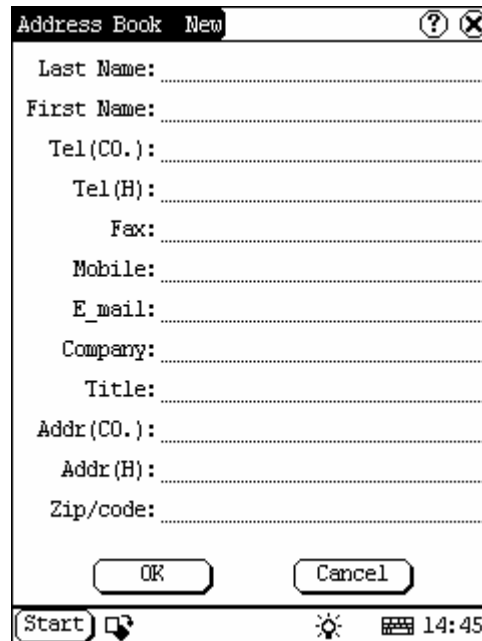 Address Book New ?
Last Name:
First Name:
Tel(CO.):
Tel(H):
Fax:
Mobile:
E_mail:
Company:
Title:
Addr(CO.):
Addr(H):
Zip/code:
OK Cancel
Start 14:45